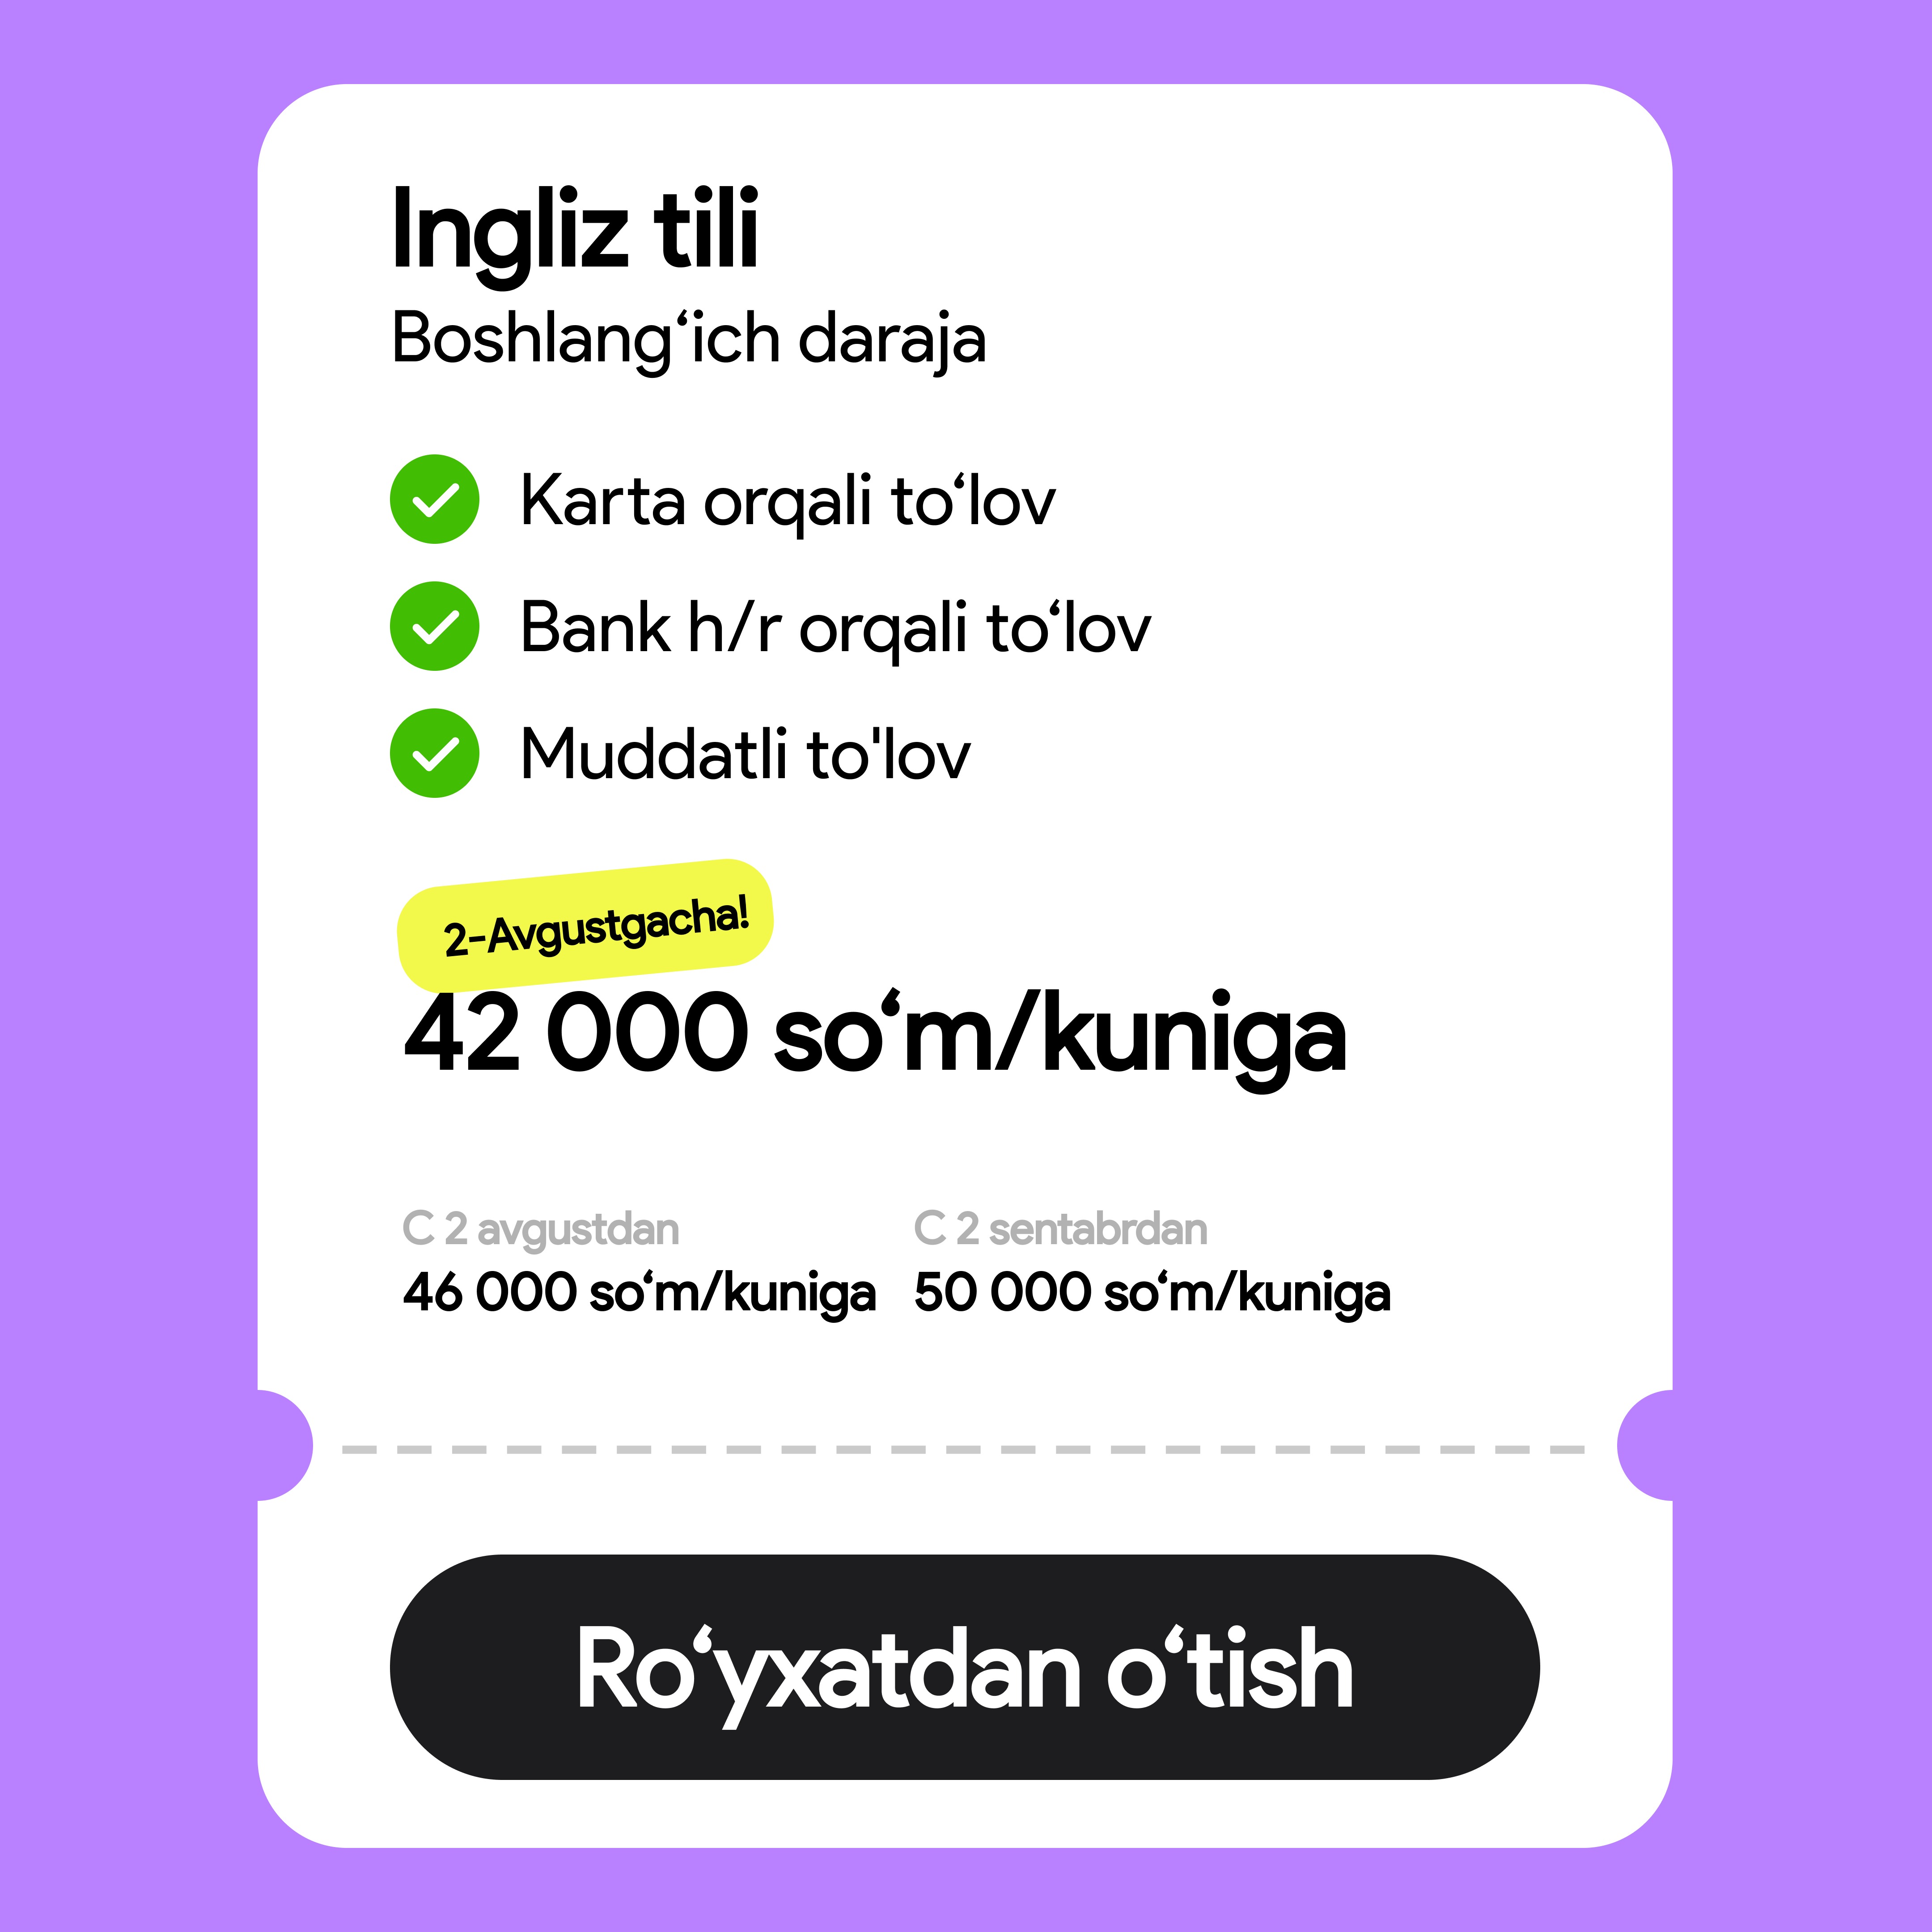 Ingliz tili
Boshlang‘ich daraja
Karta orqali to‘lov
Bank h/r orqali to‘lov
Muddatli to'lov
2-Avgustgacha!
42 000 so‘m/kuniga
C 2 avgustdan
46 000 so‘m/kuniga
C 2 sentabrdan
50 000 so‘m/kuniga
Ro‘yxatdan o‘tish